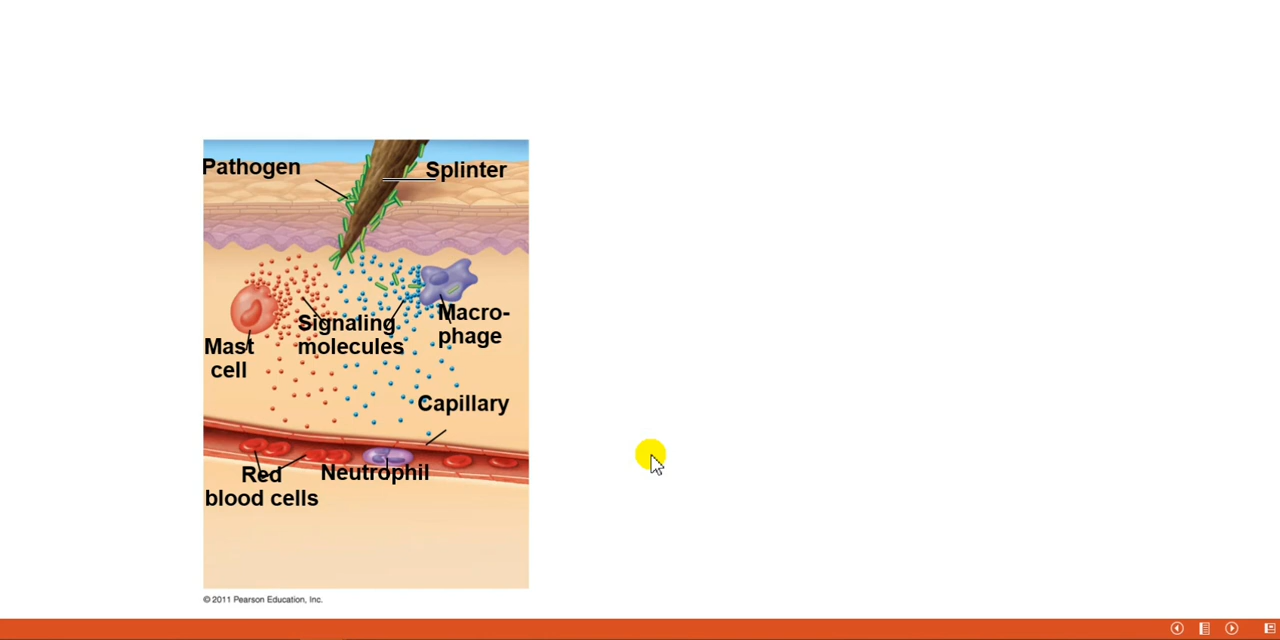 Pathogen
Splinter
Signaling
molecules
Macro-
phage
Mast
cell
Capillary
Red
blood cells
Neutrophil
© 2011 Pearson Education, Inc.